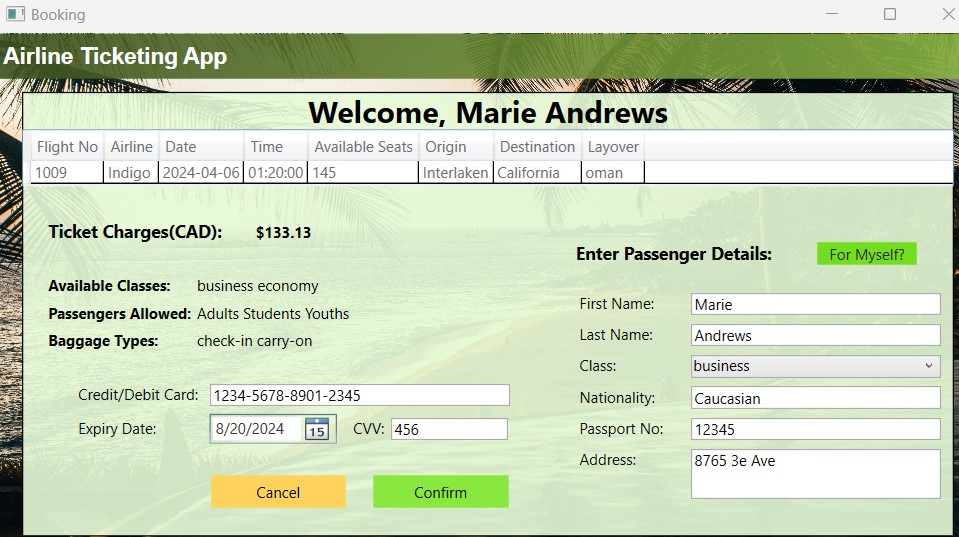 Booking
Airline Ticketing App
Welcome, Marie Andrews
Flight No Airline Date Time Available Seats Origin Destination Layover
1009 Indigo 2024-04-06 01:20:00 145 Interlaken California oman
Ticket Charges(CAD): $133.13
Available Classes: business economy
Passengers Allowed: Adults Students Youths
Baggage Types: check-in carry-on
Credit/Debit Card: 1234-5678-8901-2345
Expiry Date: 8/20/2024 15 CVV: 456
Cancel Confirm
Enter Passenger Details: For Myself?
First Name: Marie
Last Name: Andrews
Class: business
Nationality: Caucasian
Passport No: 12345
Address: 8765 3e Ave